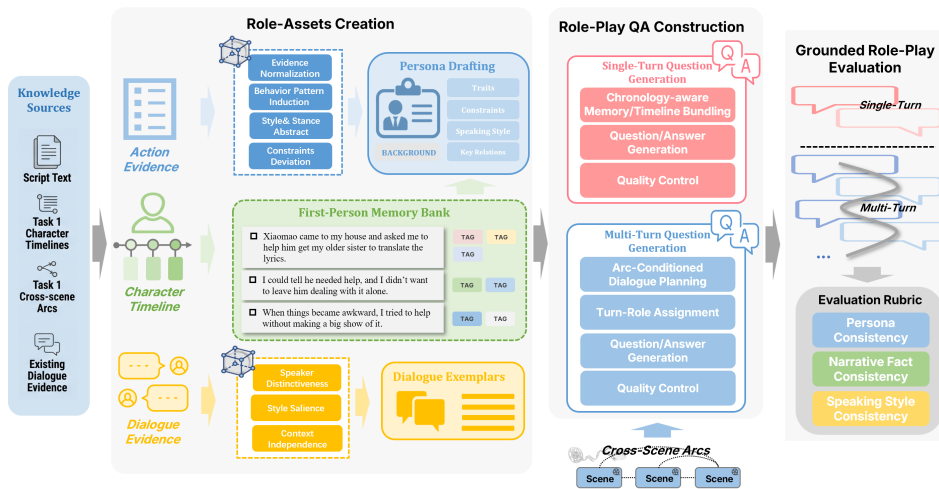 Role-Assets Creation
Role-Play QA Construction
Grounded Role-Play
Evaluation
Knowledge
Sources
Script Text
Task 1
Character
Timelines
Task 1
Cross-scene
Arcs
Existing
Dialogue
Evidence
Action
Evidence
Evidence
Normalization
Behavior Pattern
Induction
Style& Stance
Abstract
Constraints
Deviation
Persona Drafting
BACKGROUND
Traits
Constraints
Speaking Style
Key Relations
Character
Timeline
First-Person Memory Bank
Xiaomao came to my house and asked me to
help him get my older sister to translate the
lyrics.
TAG
TAG
TAG
I could tell he needed help, and I didn't want
to leave him dealing with it alone.
TAG
TAG
When things became awkward, I tried to help
without making a big show of it.
TAG
TAG
Dialogue
Evidence
Speaker
Distinctiveness
Style Salience
Context
Independence
Dialogue Exemplars
Q
A
Single-Turn Question
Generation
Chronology-aware
Memory/Timeline Bundling
Question/Answer
Generation
Quality Control
Q
A
Multi-Turn Question
Generation
Arc-Conditioned
Dialogue Planning
Turn-Role Assignment
Question/Answer
Generation
Quality Control
Cross-Scene Arcs
Scene
Scene
Scene
Single-Turn
Multi-Turn
...
Evaluation Rubric
Persona
Consistency
Narrative Fact
Consistency
Speaking Style
Consistency